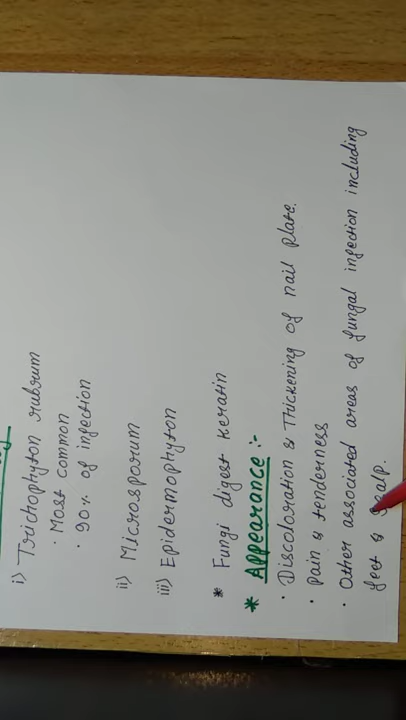 i) Trichophyton rubrum
· Most common
· 90% of infection
ii) Microsporum
iii) Epidermophyton
* Fungi digest keratin
* Appearance :-
· Discoloration & Thickening of nail plate.
· Pain & tenderness
· Other associated areas of fungal infection including
feet & Scalp.